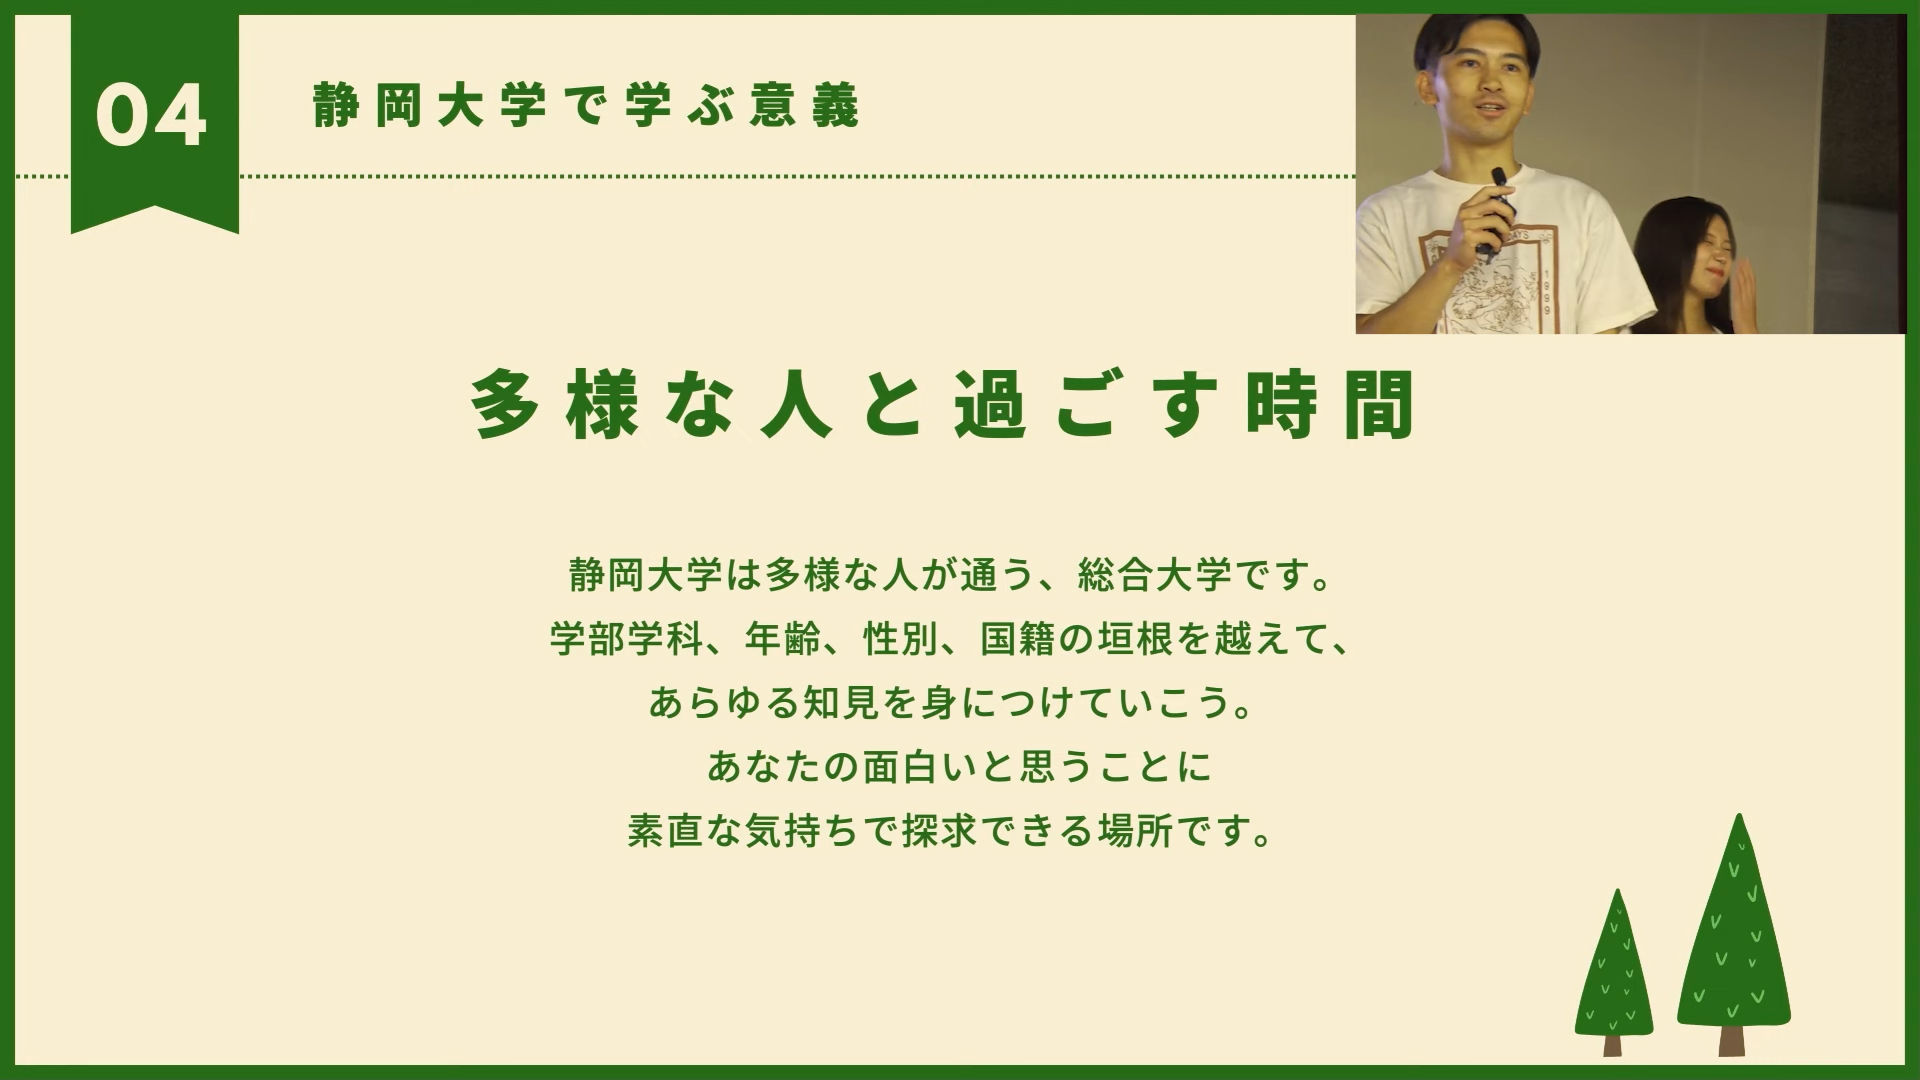 04
静岡大学で学ぶ意義
1999
多様な人と過ごす時間
静岡大学は多様な人が通う、総合大学です。
学部学科、年齢、性別、国籍の垣根を越えて、
あらゆる知見を身につけていこう。
あなたの面白いと思うことに
素直な気持ちで探求できる場所です。